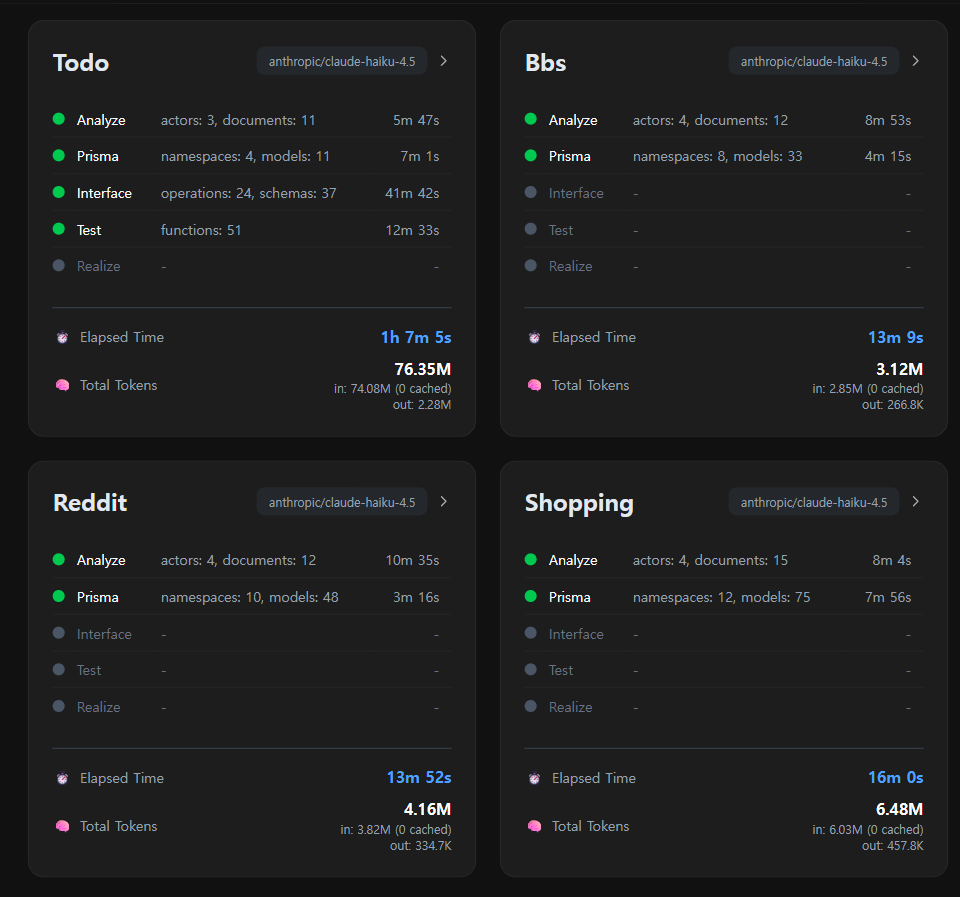 Todo anthropic/claude-haiku-4.5
Analyze actors: 3, documents: 11 5m 47s
Prisma namespaces: 4, models: 11 7m 1s
Interface operations: 24, schemas: 37 41m 42s
Test functions: 51 12m 33s
Realize - -
Elapsed Time 1h 7m 5s
Total Tokens 76.35M
in: 74.08M (0 cached)
out: 2.28M
Bbs anthropic/claude-haiku-4.5
Analyze actors: 4, documents: 12 8m 53s
Prisma namespaces: 8, models: 33 4m 15s
Interface - -
Test - -
Realize - -
Elapsed Time 13m 9s
Total Tokens 3.12M
in: 2.85M (0 cached)
out: 266.8K
Reddit anthropic/claude-haiku-4.5
Analyze actors: 4, documents: 12 10m 35s
Prisma namespaces: 10, models: 48 3m 16s
Interface - -
Test - -
Realize - -
Elapsed Time 13m 52s
Total Tokens 4.16M
in: 3.82M (0 cached)
out: 334.7K
Shopping anthropic/claude-haiku-4.5
Analyze actors: 4, documents: 15 8m 4s
Prisma namespaces: 12, models: 75 7m 56s
Interface - -
Test - -
Realize - -
Elapsed Time 16m 0s
Total Tokens 6.48M
in: 6.03M (0 cached)
out: 457.8K